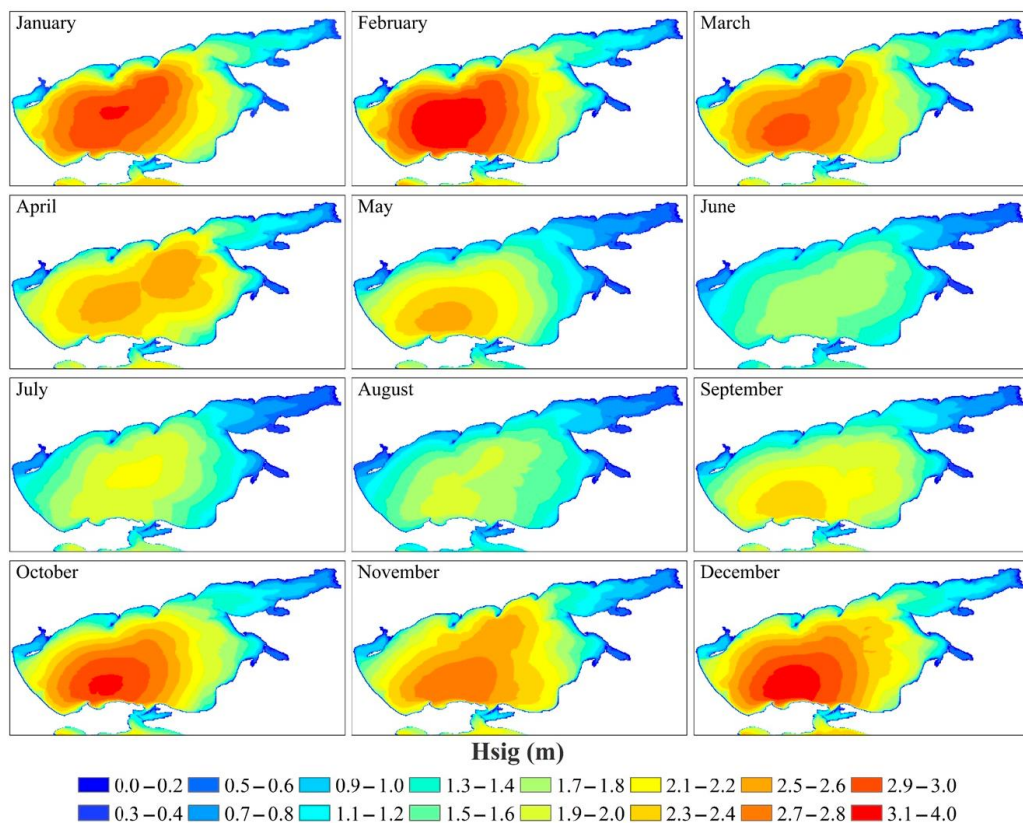 January
February
March
April
May
June
July
August
September
October
November
December
Hsig (m)
0.0–0.2 0.5–0.6 0.9–1.0 1.3–1.4 1.7–1.8 2.1–2.2 2.5–2.6 2.9–3.0
0.3–0.4 0.7–0.8 1.1–1.2 1.5–1.6 1.9–2.0 2.3–2.4 2.7–2.8 3.1–4.0